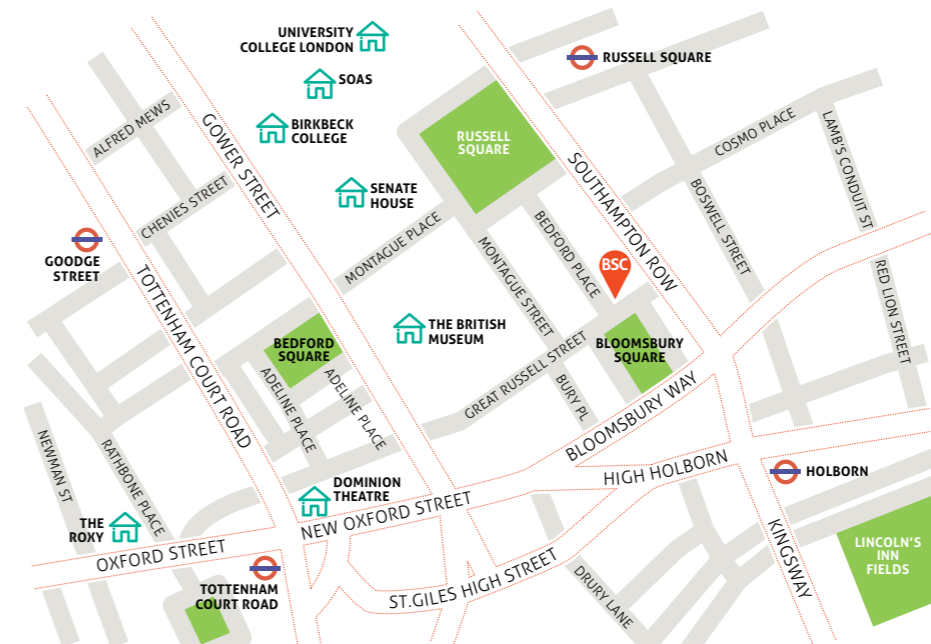 UNIVERSITY
COLLEGE LONDON
SOAS
BIRKBECK
COLLEGE
SENATE
HOUSE
RUSSELL
SQUARE
RUSSELL SQUARE
ALFRED MEWS
GOWER STREET
CHENIES STREET
COSMO PLACE
LAMB'S CONDUIT ST
SOUTHAMPTON ROW
BOSWELL STREET
BEDFORD PLACE
MONTAGUE PLACE
MONTAGUE STREET
GOODGE
STREET
TOTTENHAM COURT ROAD
BSC
RED LION STREET
THE BRITISH
MUSEUM
BEDFORD
SQUARE
BLOOMSBURY
SQUARE
GREAT RUSSELL STREET
ADELINE PLACE
ADELINE PLACE
BURY PL
BLOOMSBURY WAY
NEWMAN ST
RATHBONE PLACE
HIGH HOLBORN
HOLBORN
DOMINION
THEATRE
NEW OXFORD STREET
THE
ROXY
OXFORD STREET
KINGSWAY
LINCOLN'S
INN
FIELDS
TOTTENHAM
COURT ROAD
ST.GILES HIGH STREET
DRURY LANE